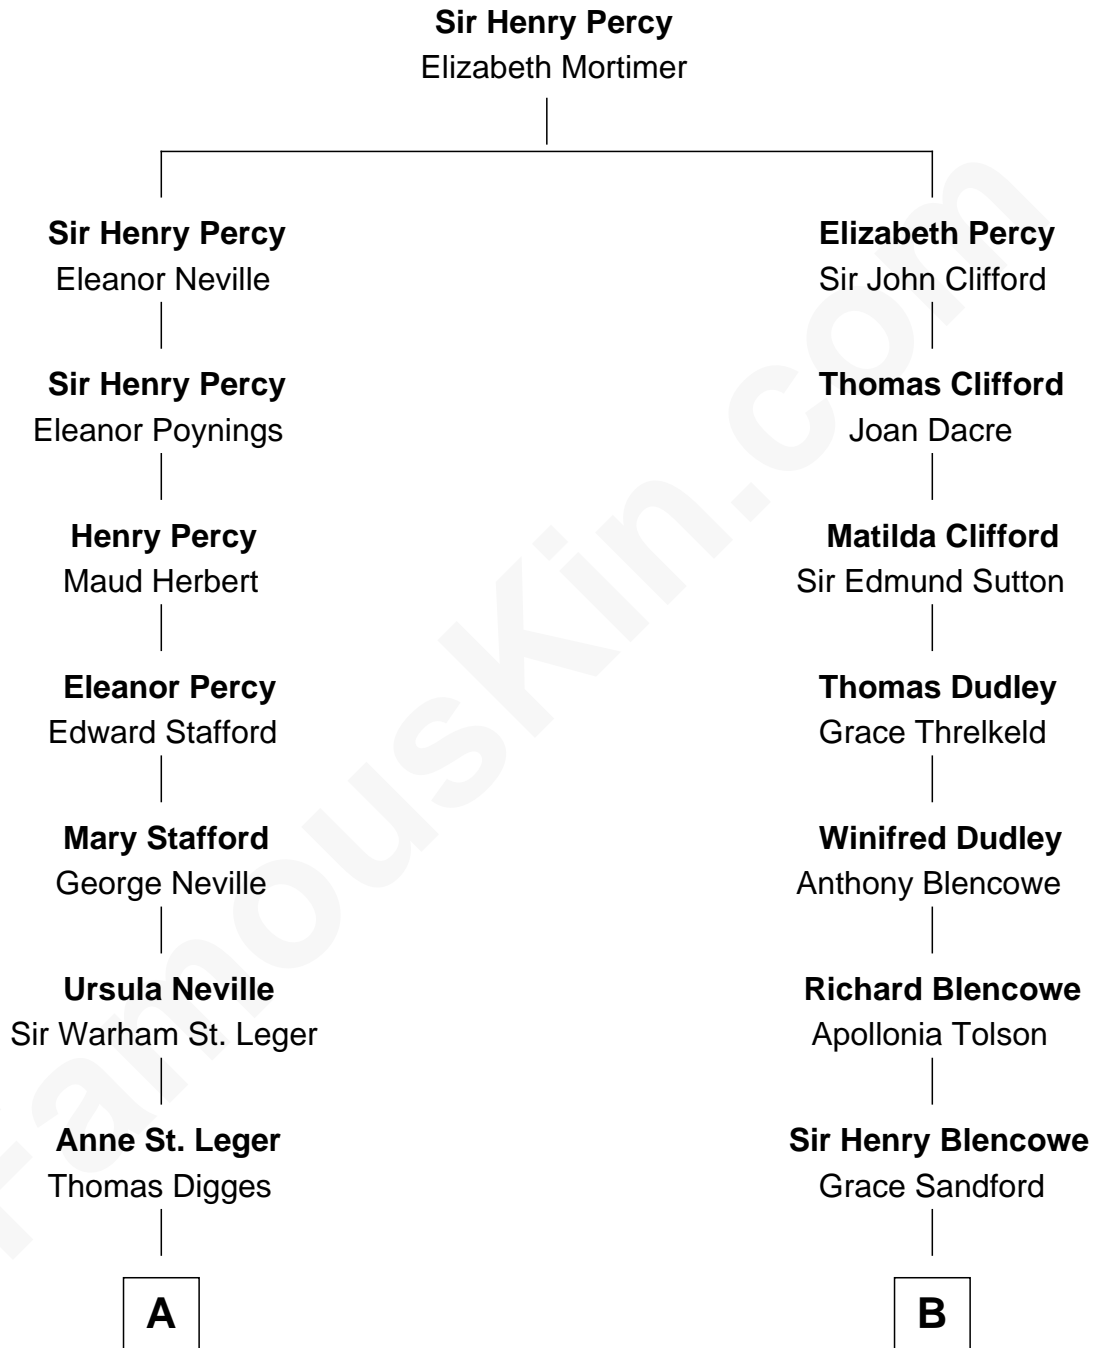 Sir Henry Percy
Elizabeth Mortimer
Sir Henry Percy
Eleanor Neville
Elizabeth Percy
Sir John Clifford
Sir Henry Percy
Eleanor Poynings
Thomas Clifford
Joan Dacre
Henry Percy
Maud Herbert
Matilda Clifford
Sir Edmund Sutton
Eleanor Percy
Edward Stafford
Thomas Dudley
Grace Threlkeld
Mary Stafford
George Neville
Winifred Dudley
Anthony Blencowe
Ursula Neville
Sir Warham St. Leger
Richard Blencowe
Apollonia Tolson
Anne St. Leger
Thomas Digges
Sir Henry Blencowe
Grace Sandford
A
B
FamousKin.com